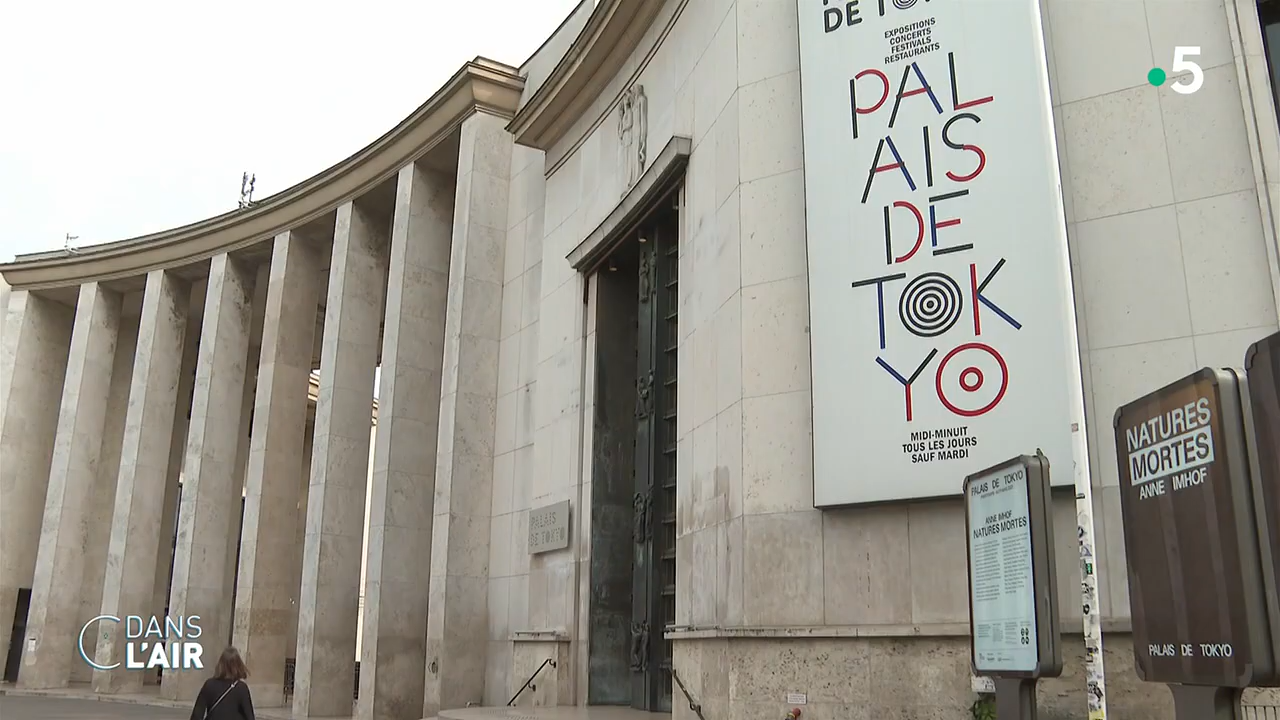 DE TO
EXPOSITIONS
CONCERTS
FESTIVALS
RESTAURANTS
PAL
AIS
DE
TOK
YO
MIDI-MINUIT
TOUS LES JOURS
SAUF MARDI
5
PALAIS
DE TOKYO
PALAIS DE TOKYO
ANNE IMHOF
NATURES MORTES
NATURES
MORTES
ANNE IMHOF
PALAIS DE TOKYO
C DANS
L'AIR